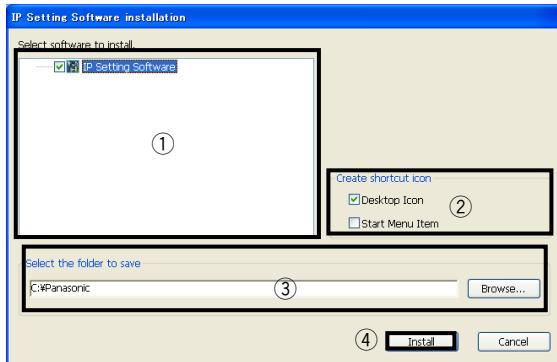 IP Setting Software installation
Select software to install.
IP Setting Software
①
Create shortcut icon
Desktop Icon
②
Start Menu Item
Select the folder to save
C:¥Panasonic
③
Browse...
④
Install
Cancel